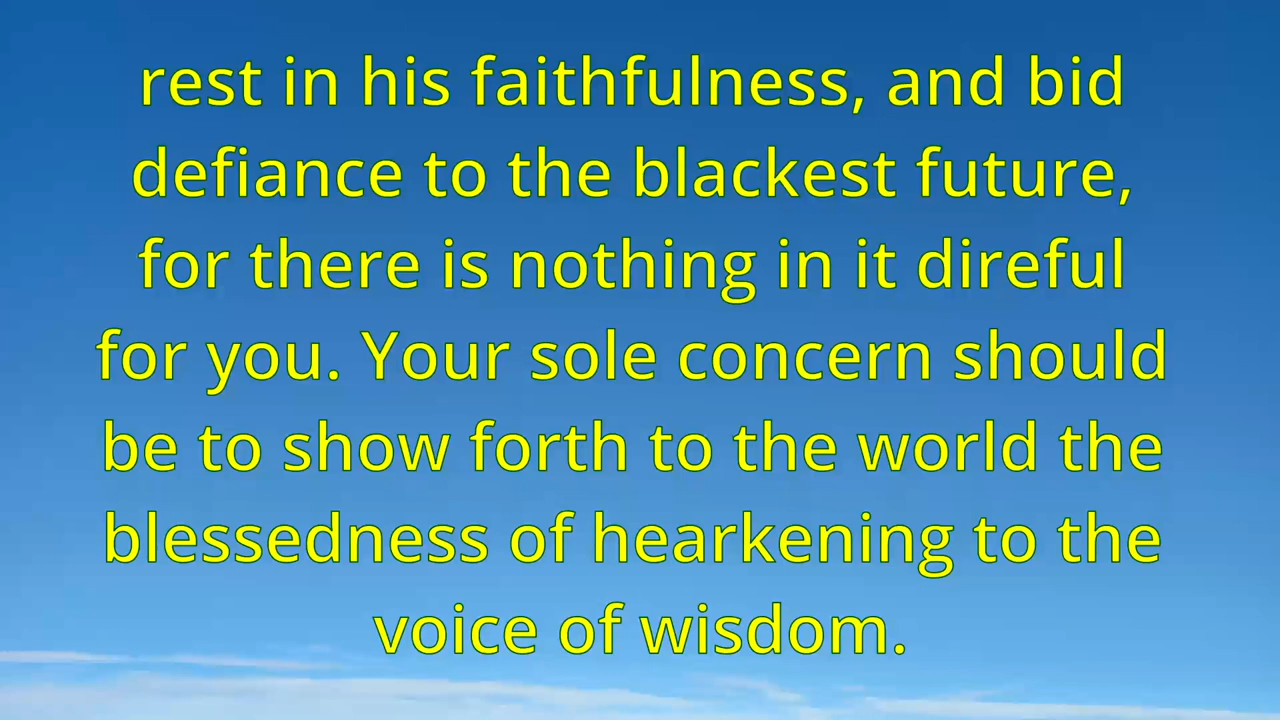 rest in his faithfulness, and bid
defiance to the blackest future,
for there is nothing in it direful
for you. Your sole concern should
be to show forth to the world the
blessedness of hearkening to the
voice of wisdom.